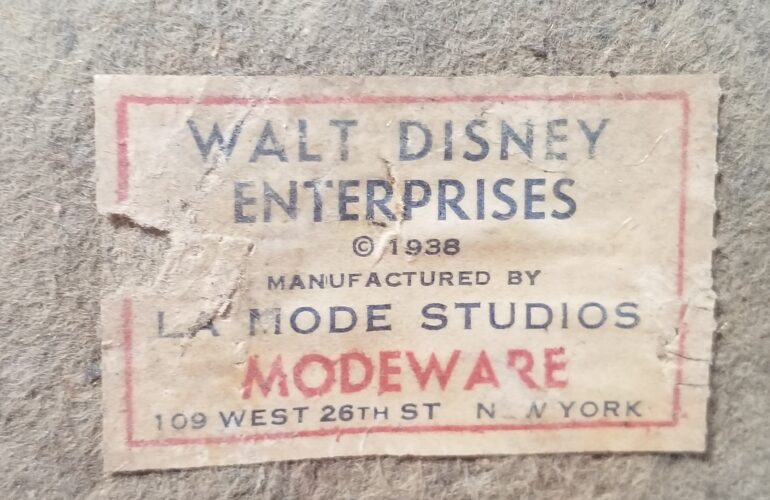 WALT DISNEY
ENTERPRISES
© 1938
MANUFACTURED BY
LA MODE STUDIOS
MODEWARE
109 WEST 26TH ST NEW YORK